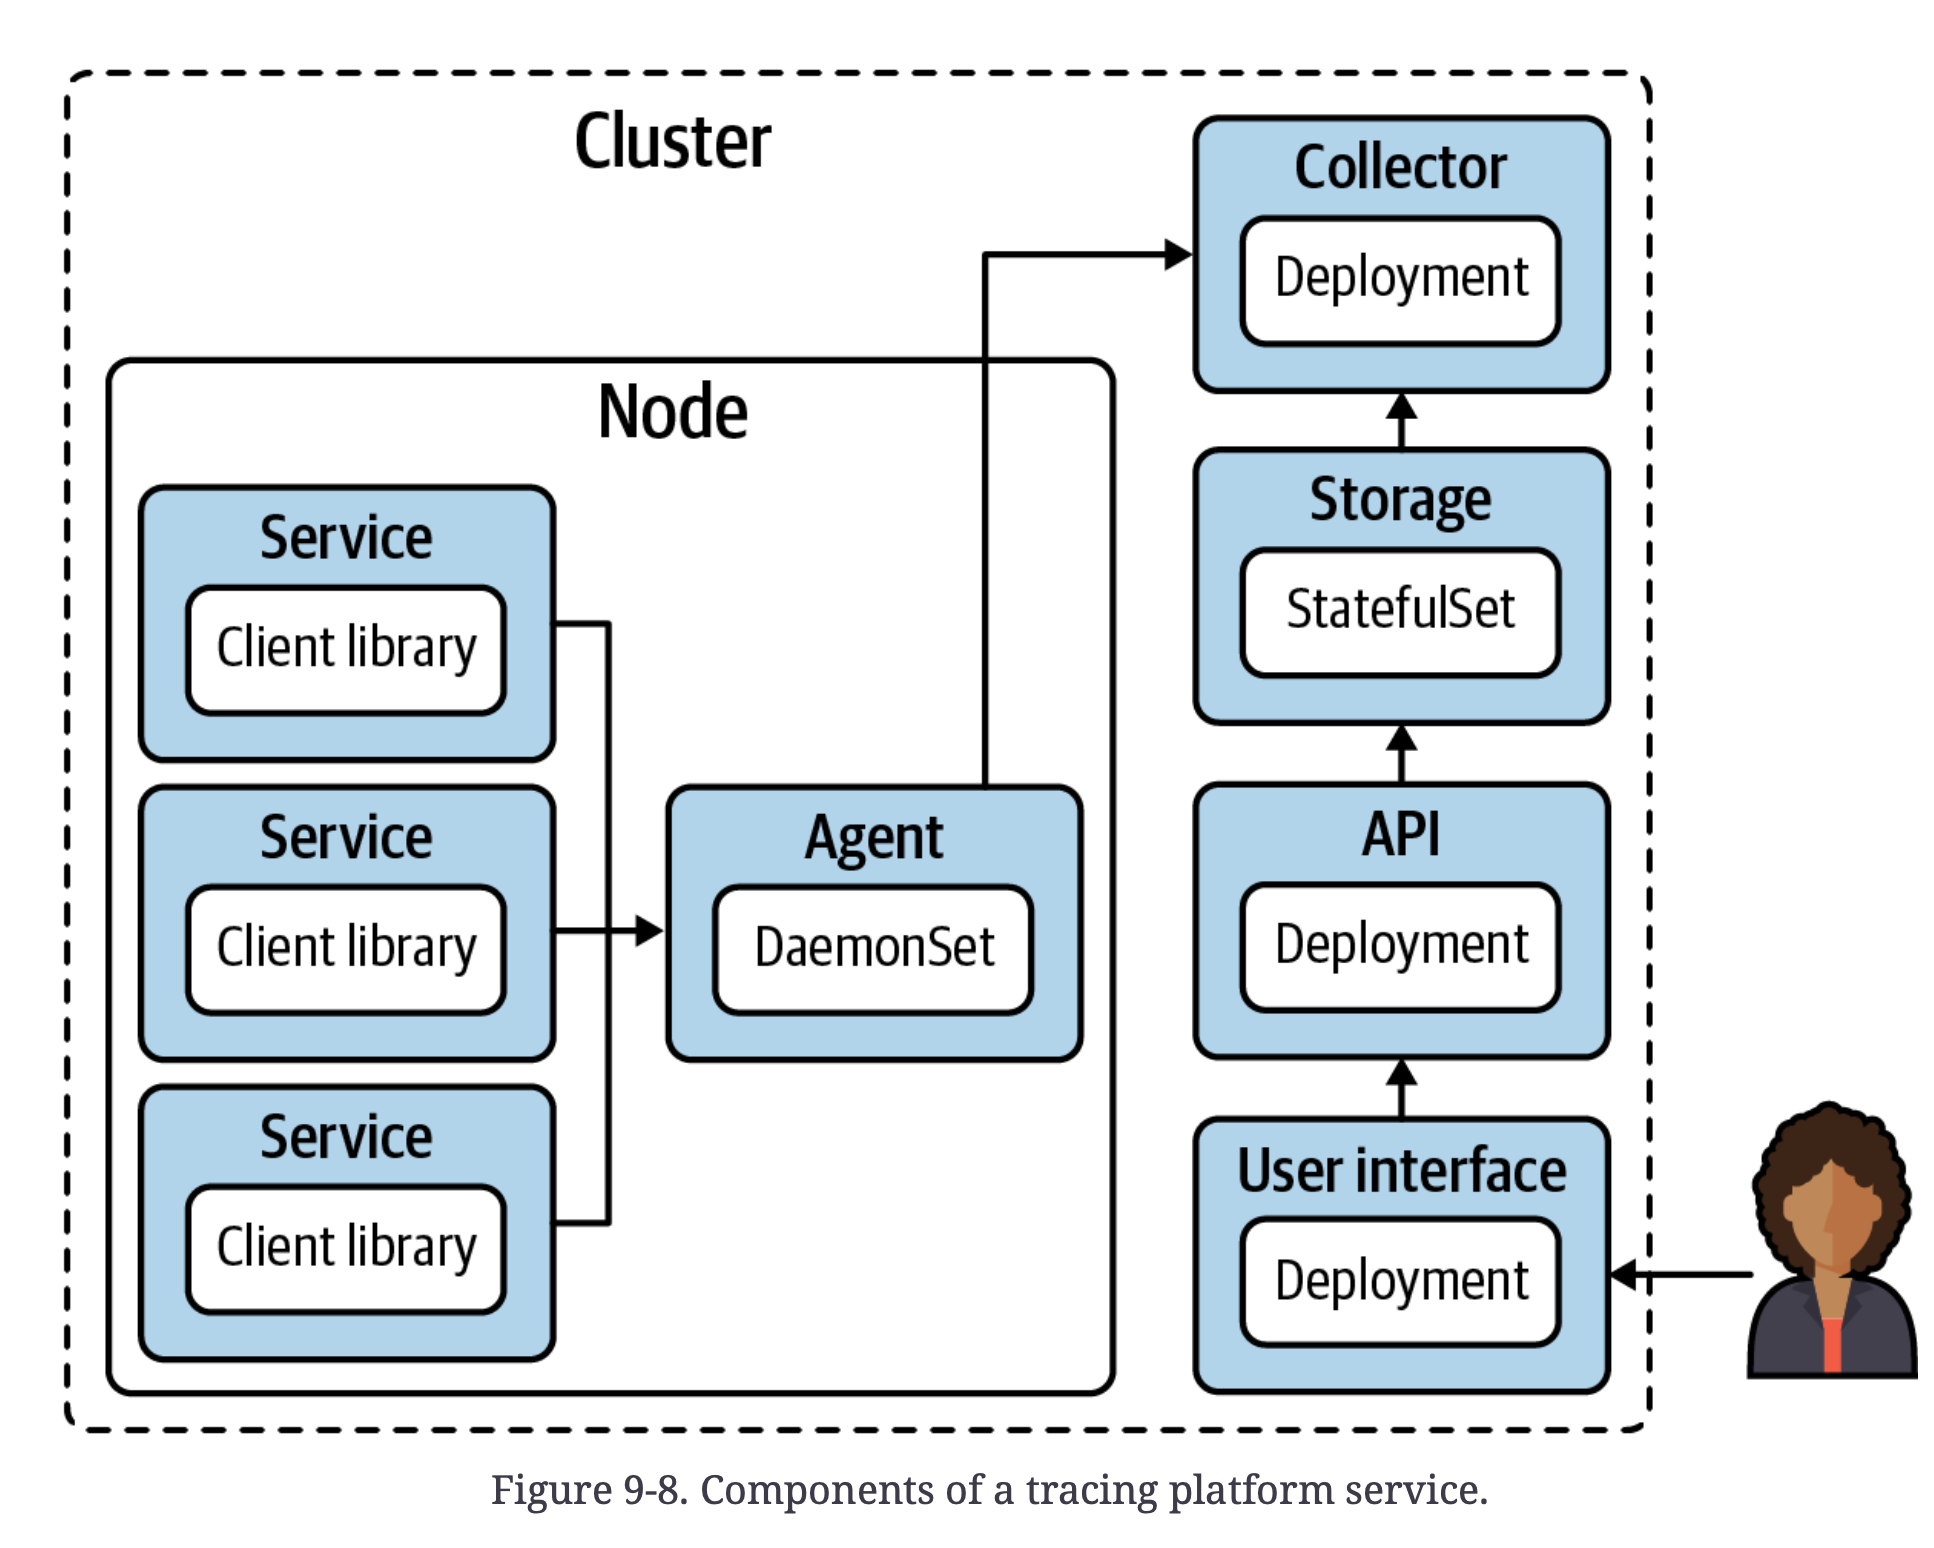 Cluster
Collector
Deployment
Node
Service
Client library
Service
Client library
Service
Client library
Agent
DaemonSet
Storage
StatefulSet
API
Deployment
User interface
Deployment
Figure 9-8. Components of a tracing platform service.